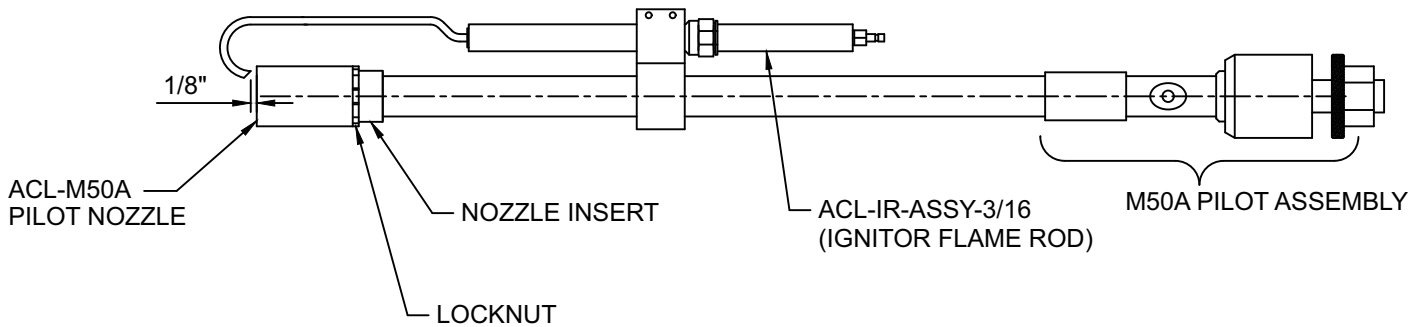 1/8"
ACL-M50A
PILOT NOZZLE
NOZZLE INSERT
LOCKNUT
ACL-IR-ASSY-3/16
(IGNITOR FLAME ROD)
M50A PILOT ASSEMBLY